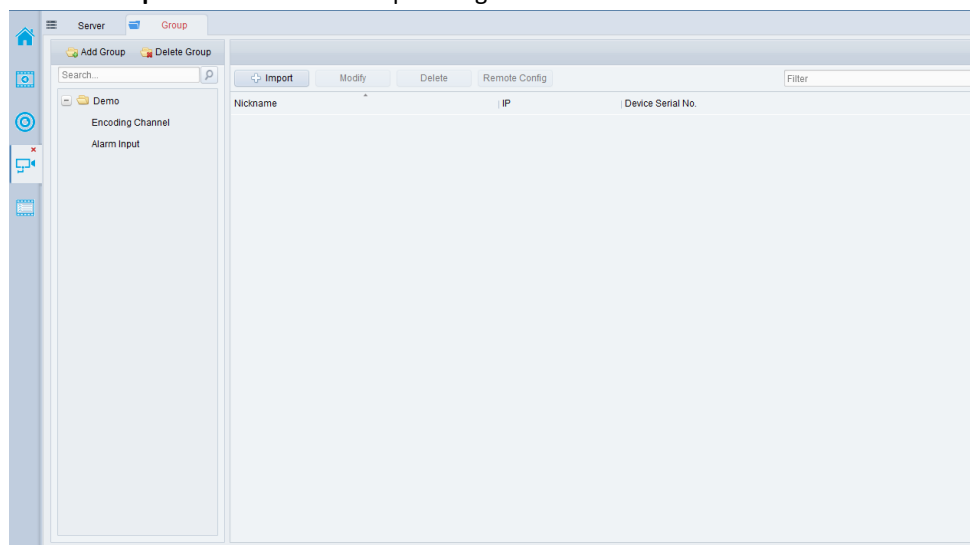 Server Group
Add Group Delete Group
Search...
Import Modify Delete Remote Config Filter
Demo
Nickname IP Device Serial No.
Encoding Channel
Alarm Input